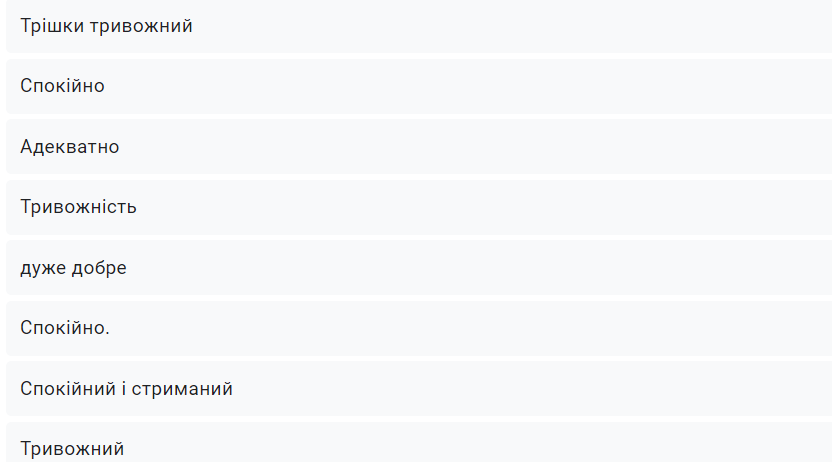 Трішки тривожний
Спокійно
Адекватно
Тривожність
дуже добре
Спокійно.
Спокійний і стриманий
Тривожний